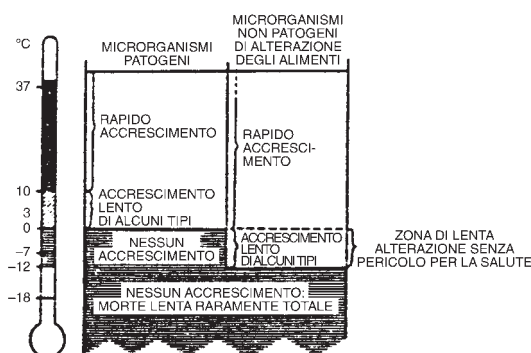 °C
37
10
3
0
-7
-12
-18
MICRORGANISMI
PATOGENI
MICRORGANISMI
NON PATOGENI
DI ALTERAZIONE
DEGLI ALIMENTI
RAPIDO
ACCRESCIMENTO
RAPIDO
ACCRESCI-
MENTO
ACCRESCIMENTO
LENTO
DI ALCUNI TIPI
NESSUN
ACCRESCIMENTO
ACCRESCIMENTO
LENTO
DI ALCUNI TIPI
ZONA DI LENTA
ALTERAZIONE SENZA
PERICOLO PER LA SALUTE
NESSUN ACCRESCIMENTO:
MORTE LENTA RARAMENTE TOTALE